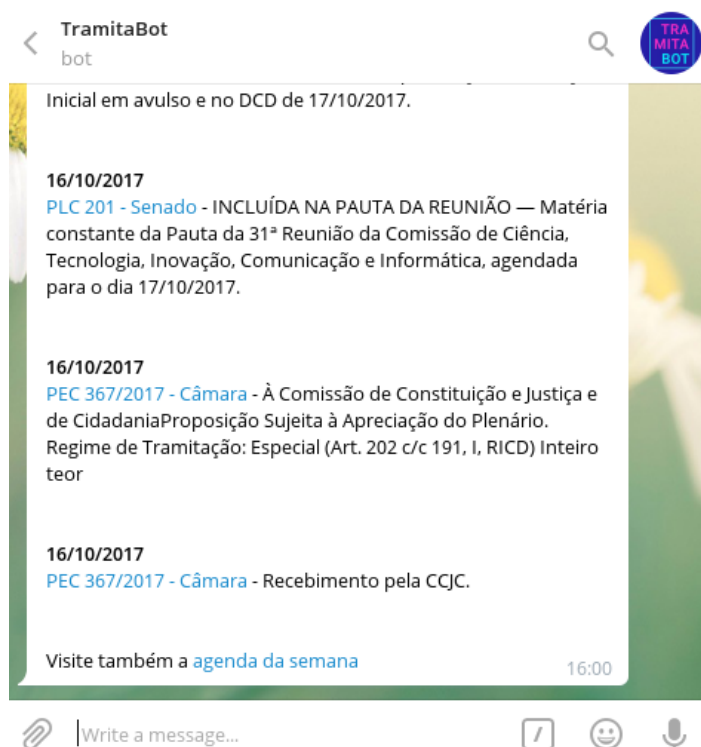 TramitaBot
bot
TRA
MITA
BOT
Inicial em avulso e no DCD de 17/10/2017.
16/10/2017
PLC 201 - Senado - INCLUÍDA NA PAUTA DA REUNIÃO — Matéria
constante da Pauta da 31ª Reunião da Comissão de Ciência,
Tecnologia, Inovação, Comunicação e Informática, agendada
para o dia 17/10/2017.
16/10/2017
PEC 367/2017 - Câmara - À Comissão de Constituição e Justiça e
de CidadaniaProposição Sujeita à Apreciação do Plenário.
Regime de Tramitação: Especial (Art. 202 c/c 191, I, RICD) Inteiro
teor
16/10/2017
PEC 367/2017 - Câmara - Recebimento pela CCJC.
Visite também a agenda da semana
16:00
Write a message...